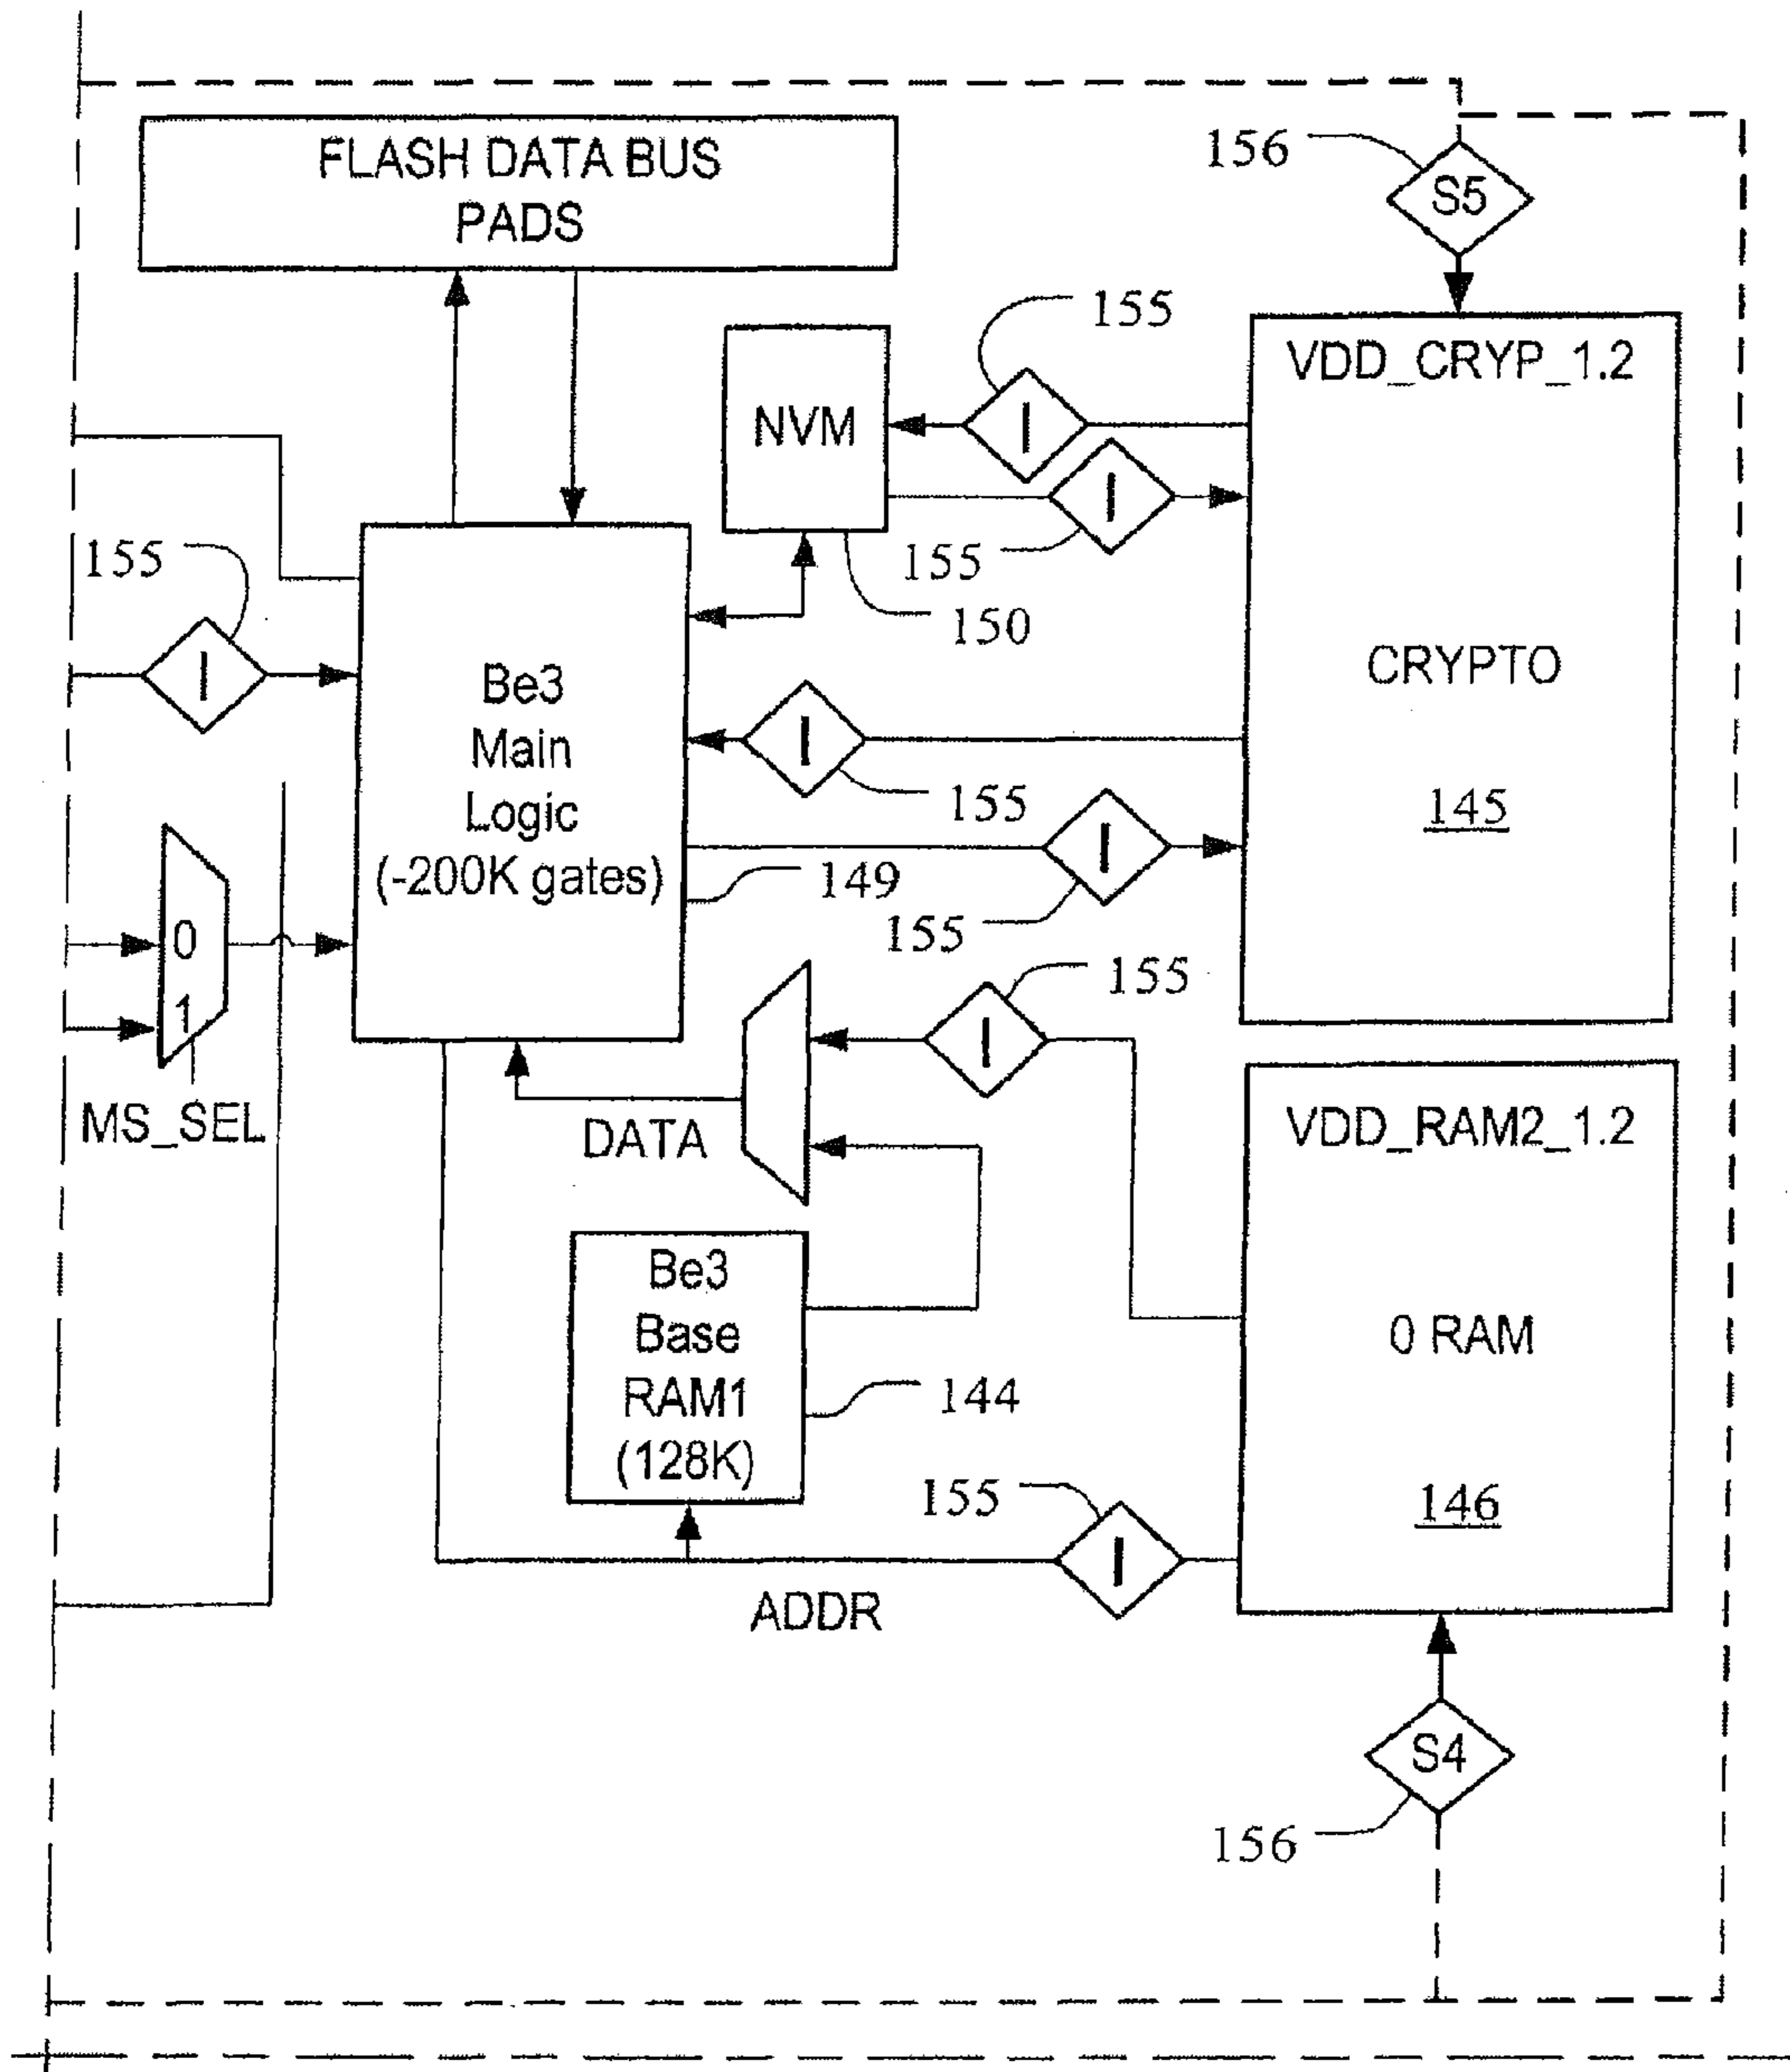 FLASH DATA BUS
PADS
156
S5
155
VDD_CRYP_1.2
NVM
I
I
155
155
150
I
Be3
Main
Logic
(-200K gates)
CRYPTO
I
155
145
I
149
155
0
1
155
I
MS_SEL
DATA
VDD_RAM2_1.2
Be3
Base
RAM1
(128K)
0 RAM
144
155
146
I
ADDR
S4
156